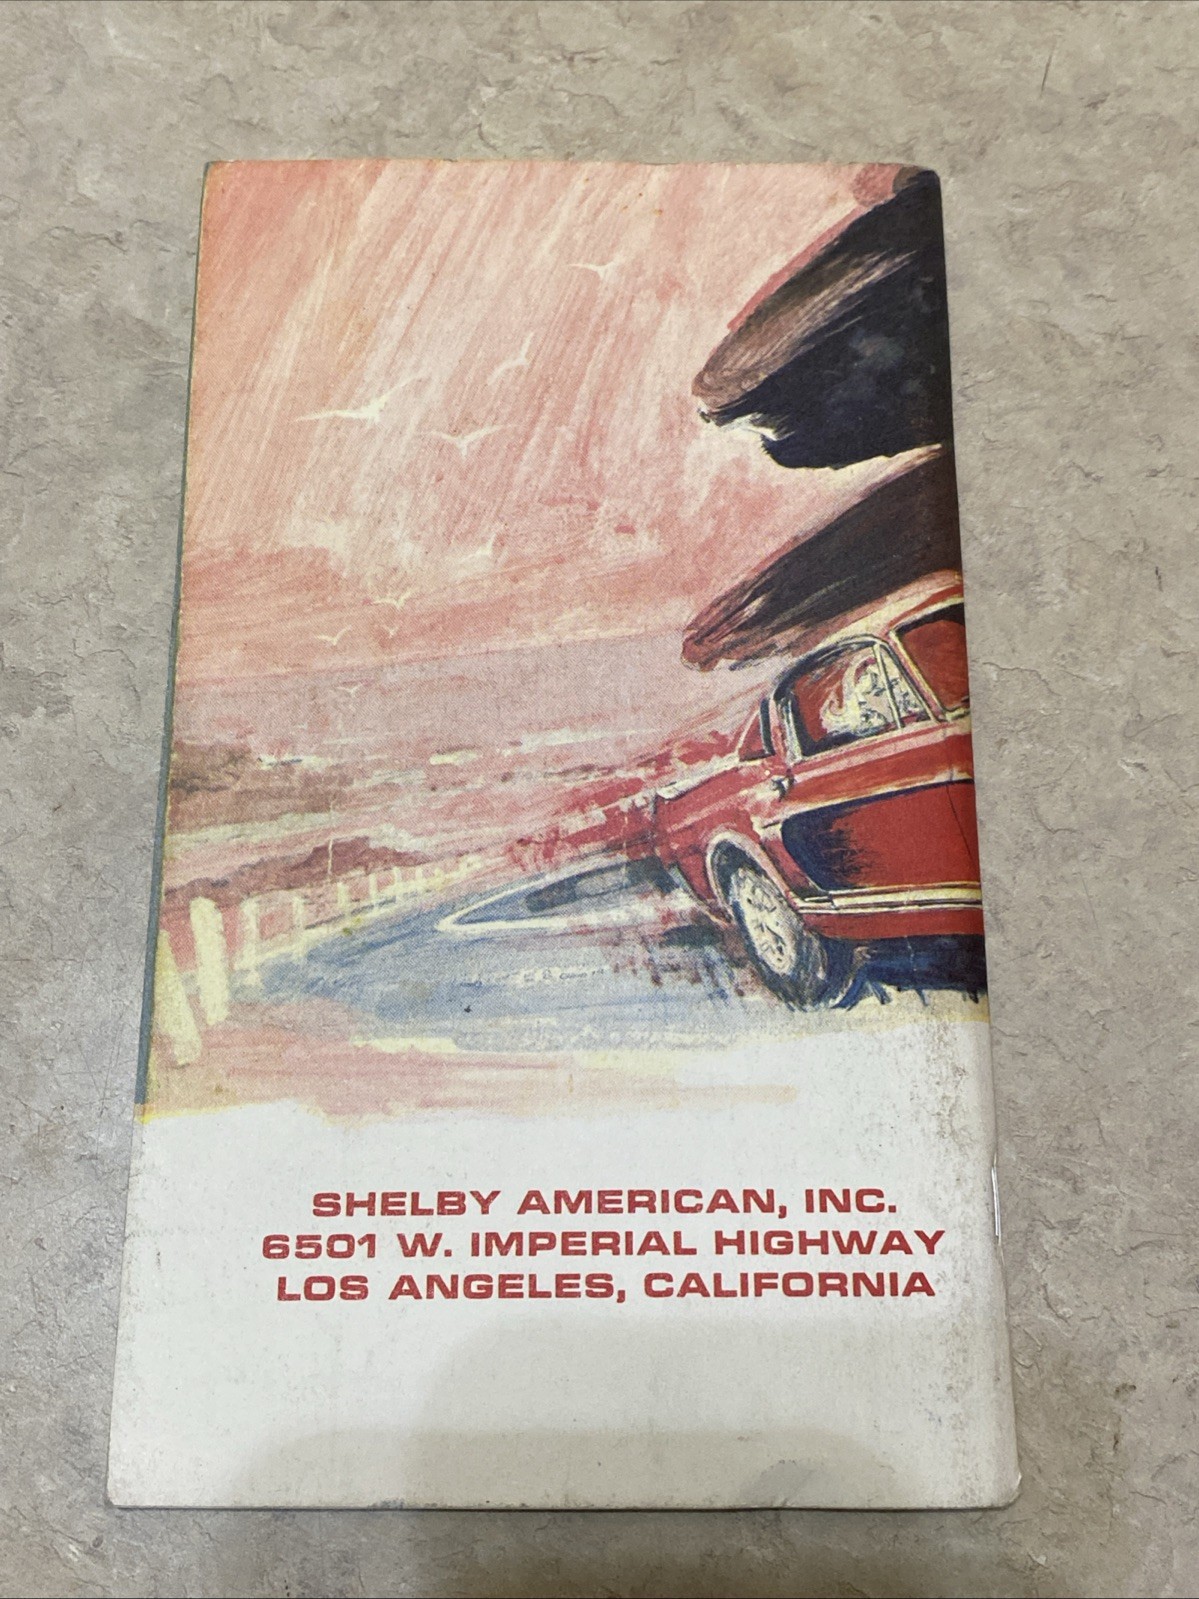 SHELBY AMERICAN, INC.
6501 W. IMPERIAL HIGHWAY
LOS ANGELES, CALIFORNIA